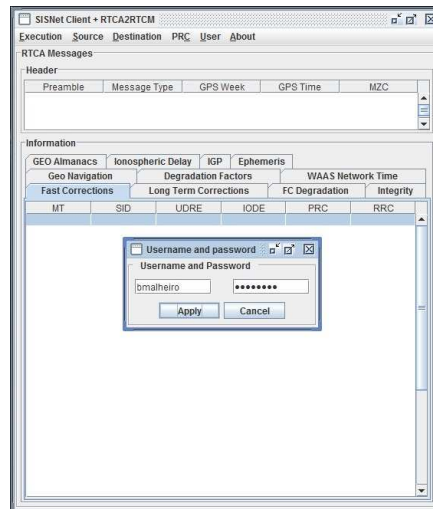 SISNet Client + RTCA2RTCM
Execution Source Destination PRC User About
RTCA Messages
Header
Preamble Message Type GPS Week GPS Time MZC
Information
GEO Almanacs Ionospheric Delay IGP Ephemeris
Geo Navigation Degradation Factors WAAS Network Time
Fast Corrections Long Term Corrections FC Degradation Integrity
MT SID UDRE IODE PRC RRC
Username and password
Username and Password
bmalheiro ••••••••
Apply Cancel